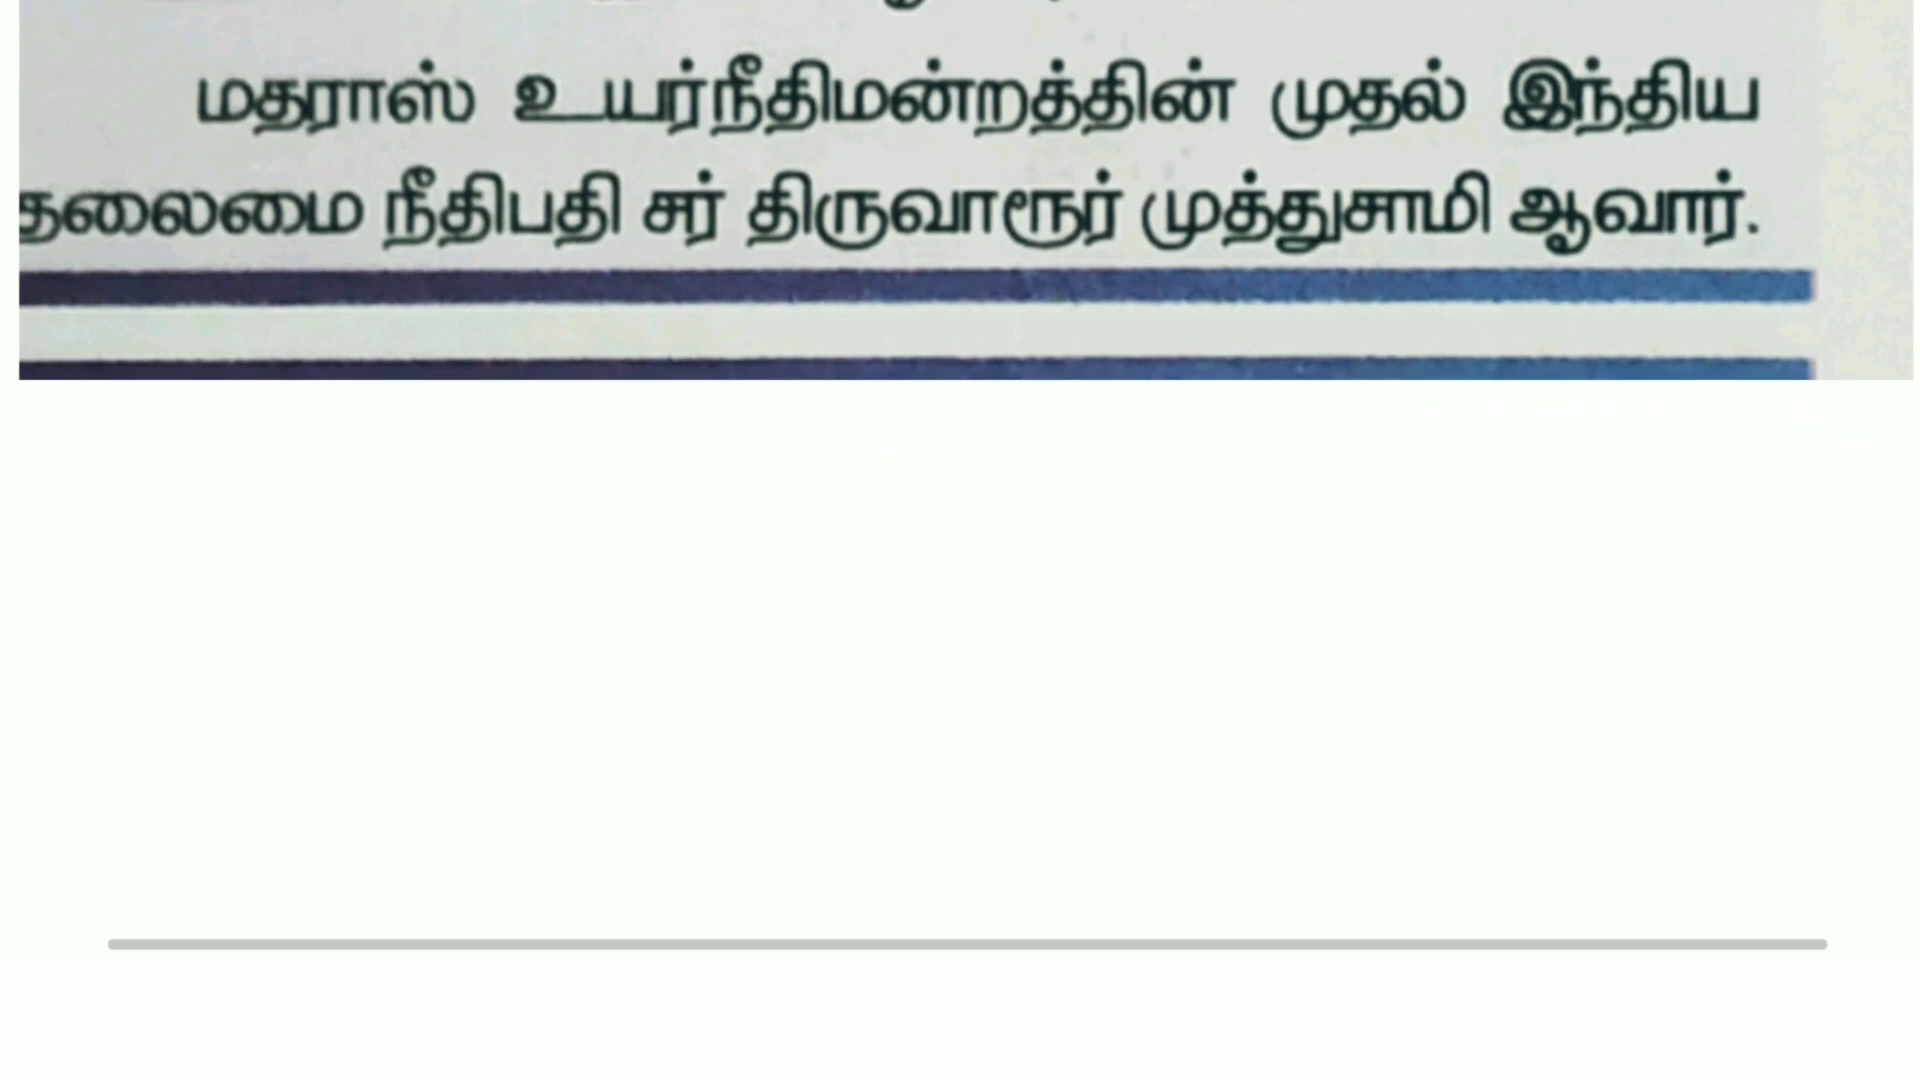 மதராஸ் உயர்நீதிமன்றத்தின் முதல் இந்திய
தலைமை நீதிபதி சர் திருவாரூர் முத்துசாமி ஆவார்.